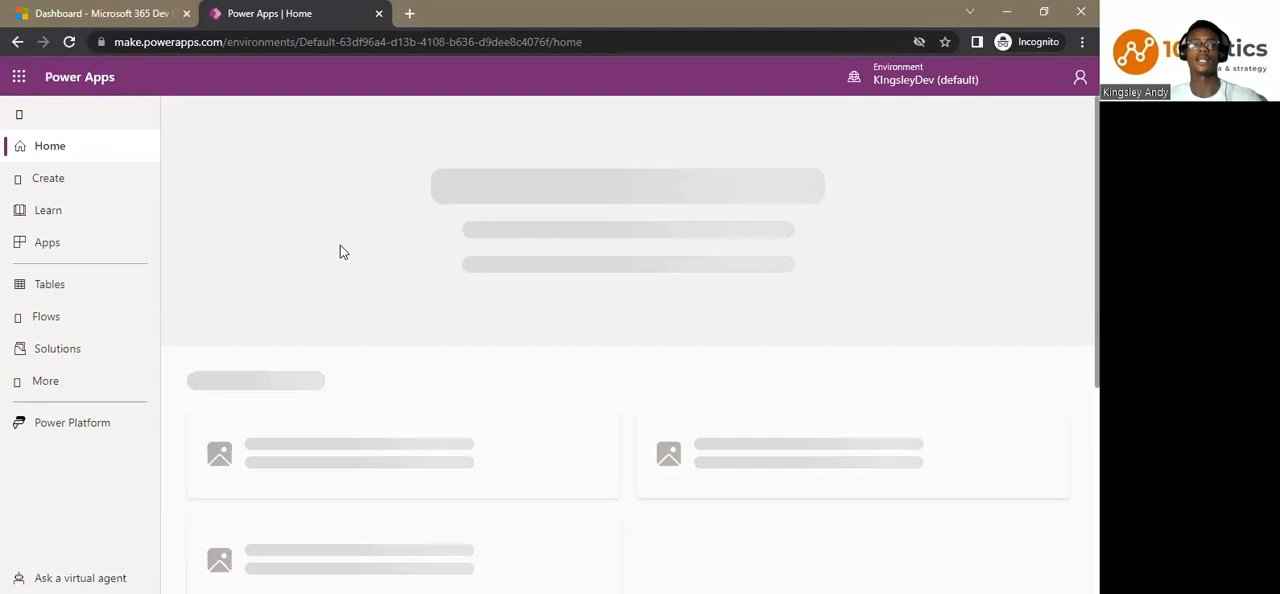 Dashboard - Microsoft 365 Dev
Power Apps | Home
make.powerapps.com/environments/Default-63df96a4-d13b-4108-b636-d9dee8c4076f/home
Incognito
Power Apps
Environment
KIngsleyDev (default)
Home
Create
Learn
Apps
Tables
Flows
Solutions
More
Power Platform
Ask a virtual agent
Kingsley Andy
& strategy